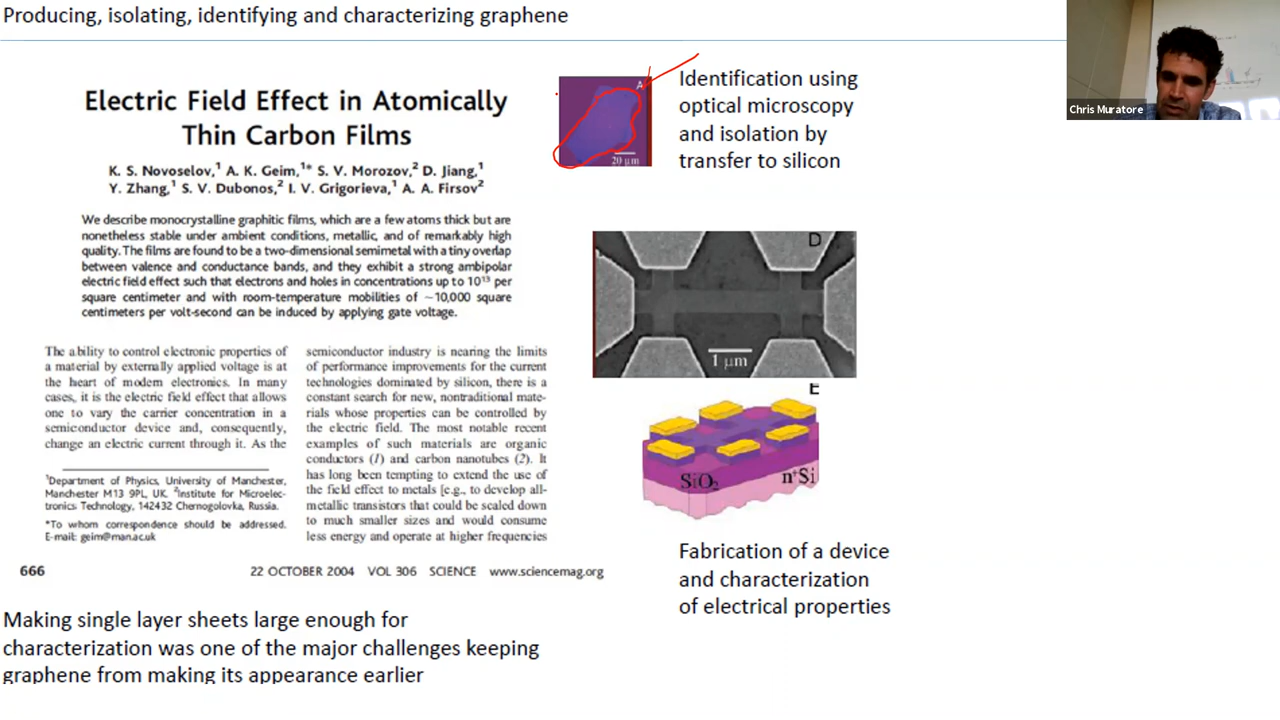 Producing, isolating, identifying and characterizing graphene
Electric Field Effect in Atomically
Thin Carbon Films
K. S. Novoselov,¹ A. K. Geim,¹* S. V. Morozov,² D. Jiang,¹
Y. Zhang,¹ S. V. Dubonos,² I. V. Grigorieva,¹ A. A. Firsov²
We describe monocrystalline graphitic films, which are a few atoms thick but are
nonetheless stable under ambient conditions, metallic, and of remarkably high
quality. The films are found to be a two-dimensional semimetal with a tiny overlap
between valence and conductance bands, and they exhibit a strong ambipolar
electric field effect such that electrons and holes in concentrations up to 10¹³ per
square centimeter and with room-temperature mobilities of ~10,000 square
centimeters per volt-second can be induced by applying gate voltage.
The ability to control electronic properties of
a material by externally applied voltage is at
the heart of modern electronics. In many
cases, it is the electric field effect that allows
one to vary the carrier concentration in a
semiconductor device and, consequently,
change an electric current through it. As the
¹Department of Physics, University of Manchester,
Manchester M13 9PL, UK. ²Institute for Microelec-
tronics Technology, 142432 Chernogolovka, Russia.
*To whom correspondence should be addressed.
E-mail: geim@man.ac.uk
semiconductor industry is nearing the limits
of performance improvements for the current
technologies dominated by silicon, there is a
constant search for new, nontraditional mate-
rials whose properties can be controlled by
the electric field. The most notable recent
examples of such materials are organic
conductors (1) and carbon nanotubes (2). It
has long been tempting to extend the use of
the field effect to metals [e.g., to develop all-
metallic transistors that could be scaled down
to much smaller sizes and would consume
less energy and operate at higher frequencies
666
22 OCTOBER 2004 VOL 306 SCIENCE www.sciencemag.org
Making single layer sheets large enough for
characterization was one of the major challenges keeping
graphene from making its appearance earlier
A
20 μm
Identification using
optical microscopy
and isolation by
transfer to silicon
D
1 μm
E
SiO₂
n⁺Si
Fabrication of a device
and characterization
of electrical properties
Chris Muratore